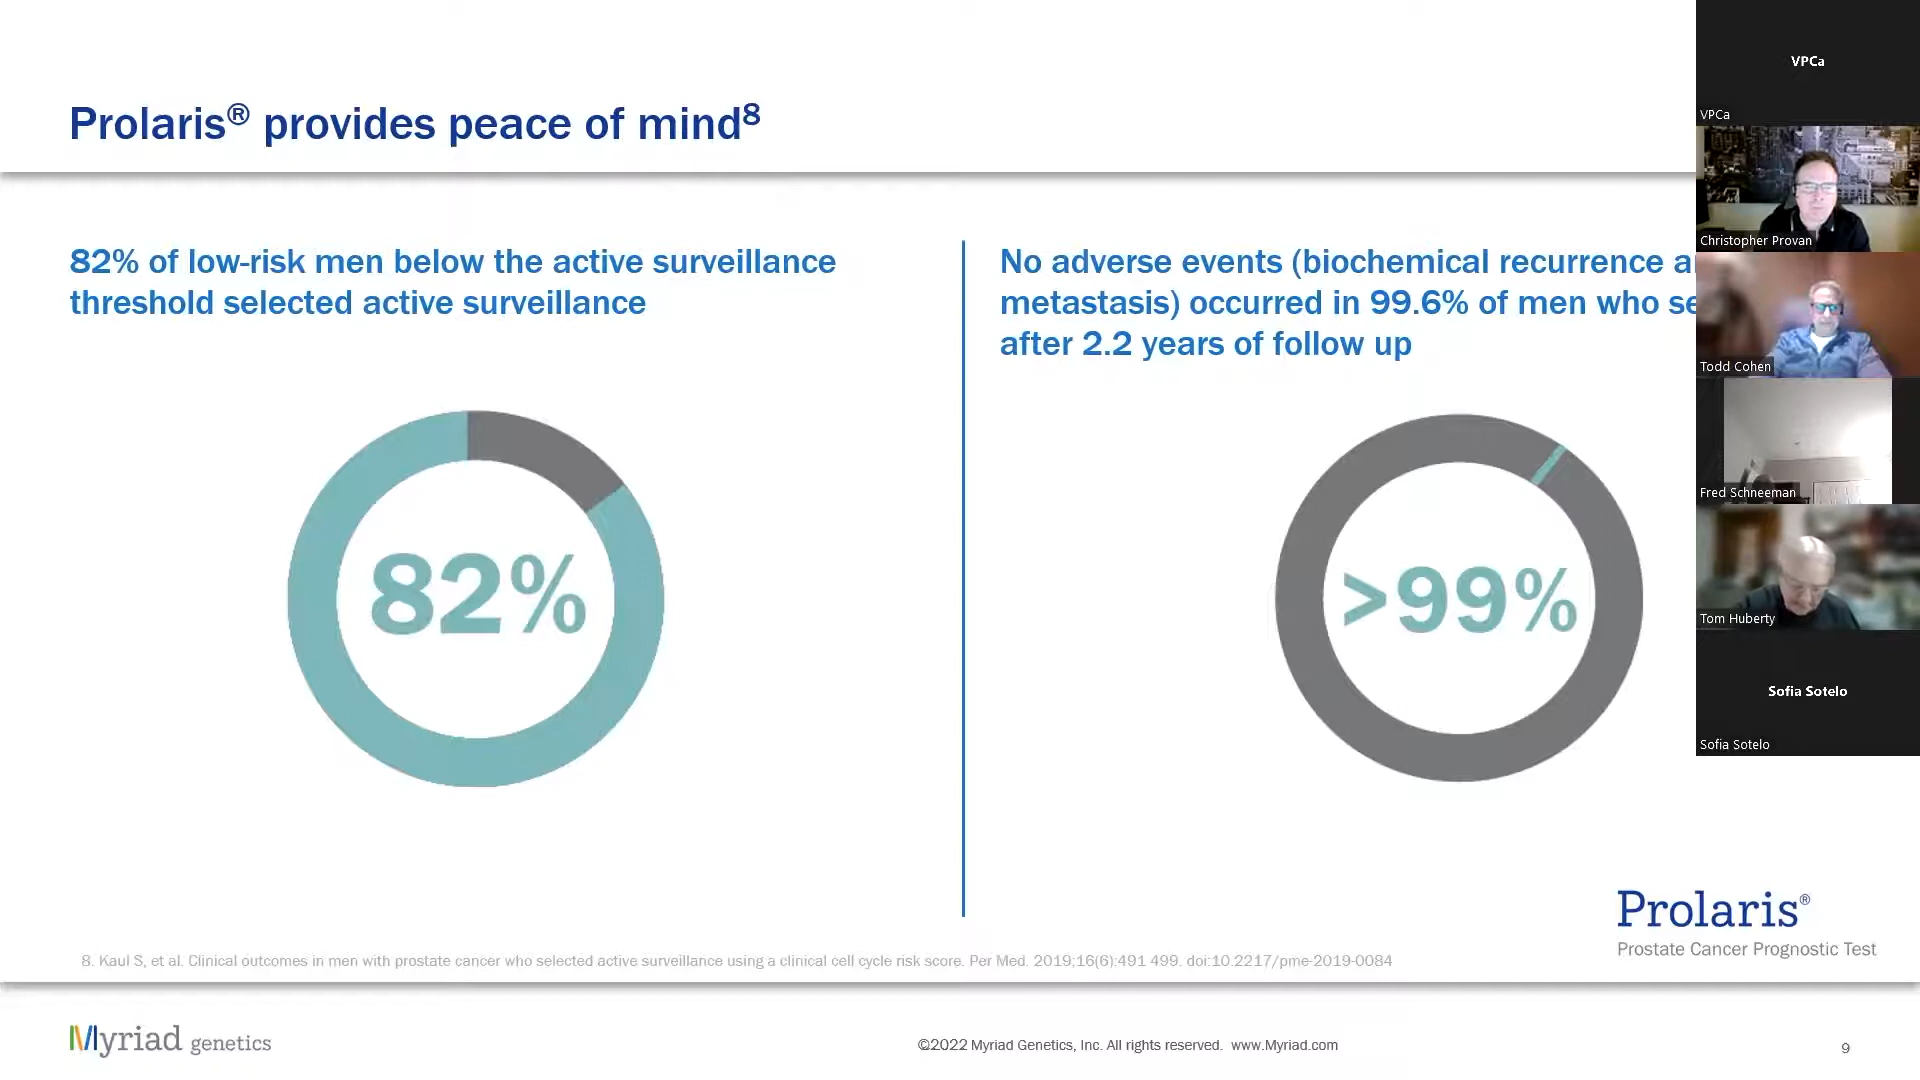 Prolaris® provides peace of mind8
82% of low-risk men below the active surveillance
threshold selected active surveillance
82%
No adverse events (biochemical recurrence
metastasis) occurred in 99.6% of men who
after 2.2 years of follow up
>99%
Prolaris®
Prostate Cancer Prognostic Test
8. Kaul S, et al. Clinical outcomes in men with prostate cancer who selected active surveillance using a clinical cell cycle risk score. Per Med. 2019;16(6):491 499. doi:10.2217/pme-2019-0084
Myriad genetics
©2022 Myriad Genetics, Inc. All rights reserved. www.Myriad.com
9
VPCa
VPCa
Christopher Provan
Todd Cohen
Fred Schneeman
Tom Huberty
Sofia Sotelo
Sofia Sotelo